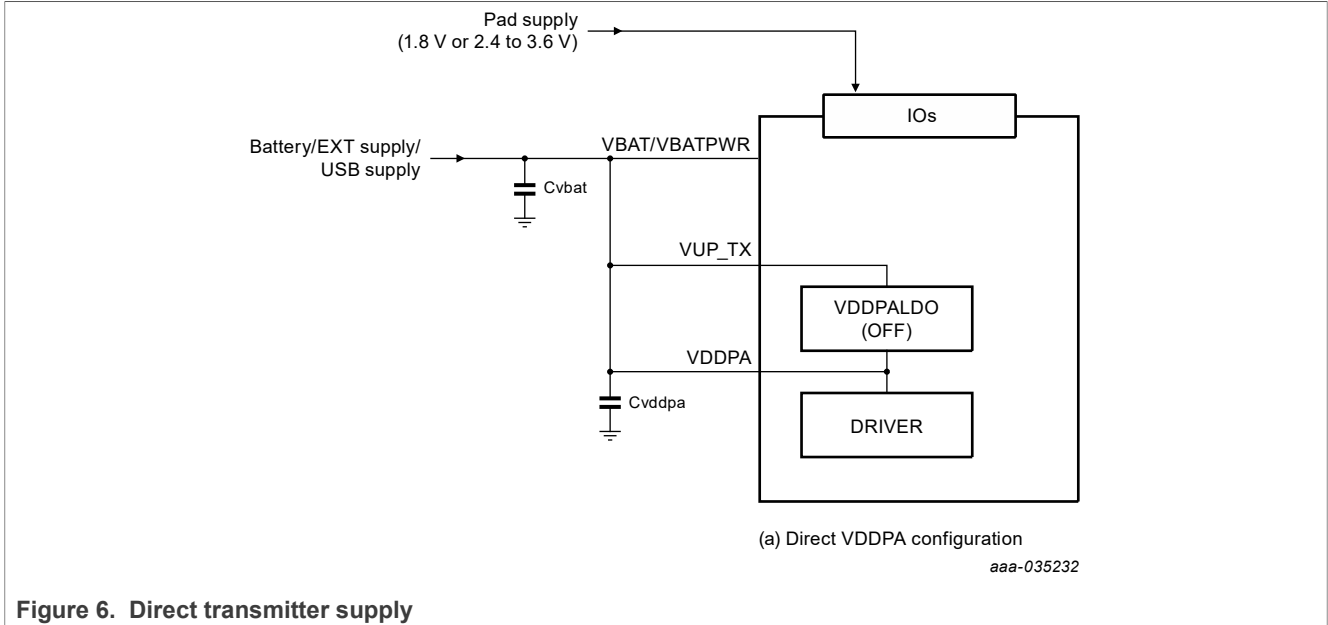 Pad supply
(1.8 V or 2.4 to 3.6 V)
IOs
Battery/EXT supply/
USB supply
VBAT/VBATPWR
Cvbat
VUP_TX
VDDPALDO
(OFF)
VDDPA
Cvddpa
DRIVER
(a) Direct VDDPA configuration
aaa-035232
Figure 6. Direct transmitter supply